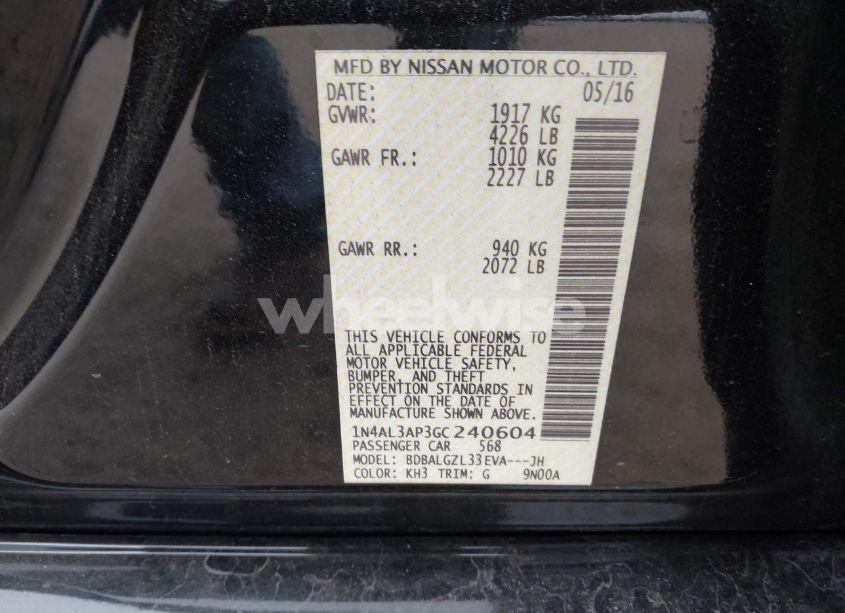 MFD BY NISSAN MOTOR CO., LTD.
DATE: 05/16
GVWR: 1917 KG
4226 LB
GAWR FR.: 1010 KG
2227 LB
GAWR RR.: 940 KG
2072 LB
wheelwise
THIS VEHICLE CONFORMS TO
ALL APPLICABLE FEDERAL
MOTOR VEHICLE SAFETY,
BUMPER, AND THEFT
PREVENTION STANDARDS IN
EFFECT ON THE DATE OF
MANUFACTURE SHOWN ABOVE.
1N4AL3AP3GC240604
PASSENGER CAR 568
MODEL: BDBALGZL33EVA---JH
COLOR: KH3 TRIM: G 9N00A